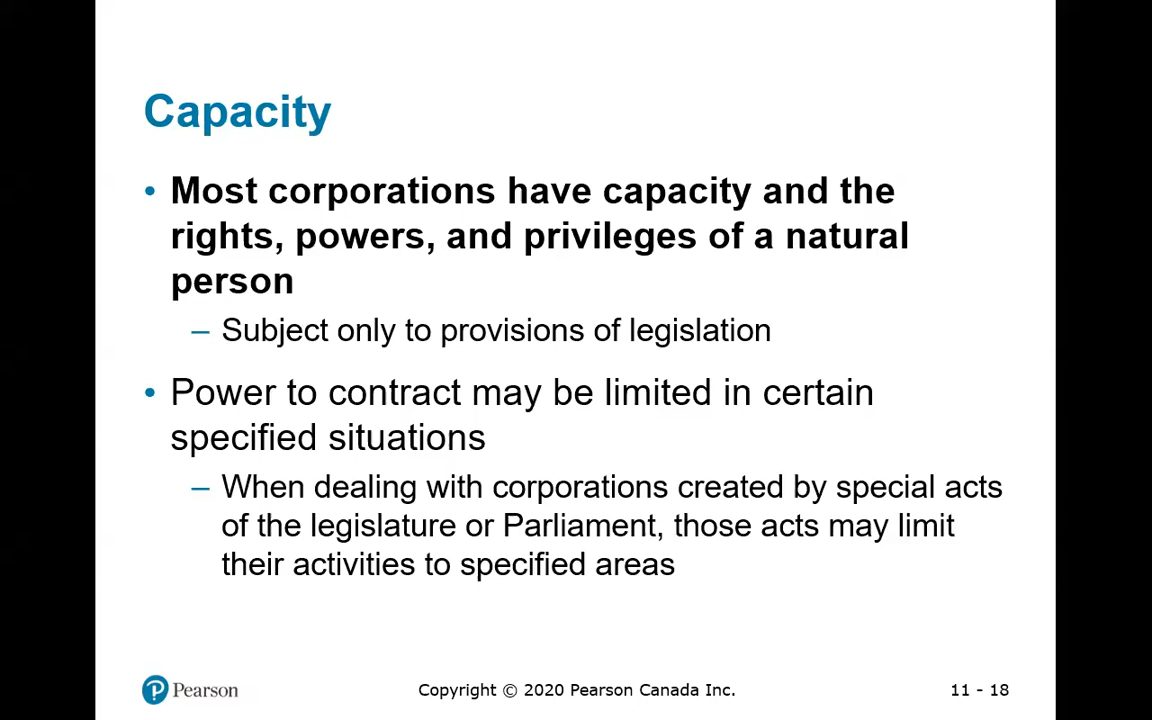 Capacity
• Most corporations have capacity and the
rights, powers, and privileges of a natural
person
– Subject only to provisions of legislation
• Power to contract may be limited in certain
specified situations
– When dealing with corporations created by special acts
of the legislature or Parliament, those acts may limit
their activities to specified areas
P Pearson
Copyright © 2020 Pearson Canada Inc.
11 - 18